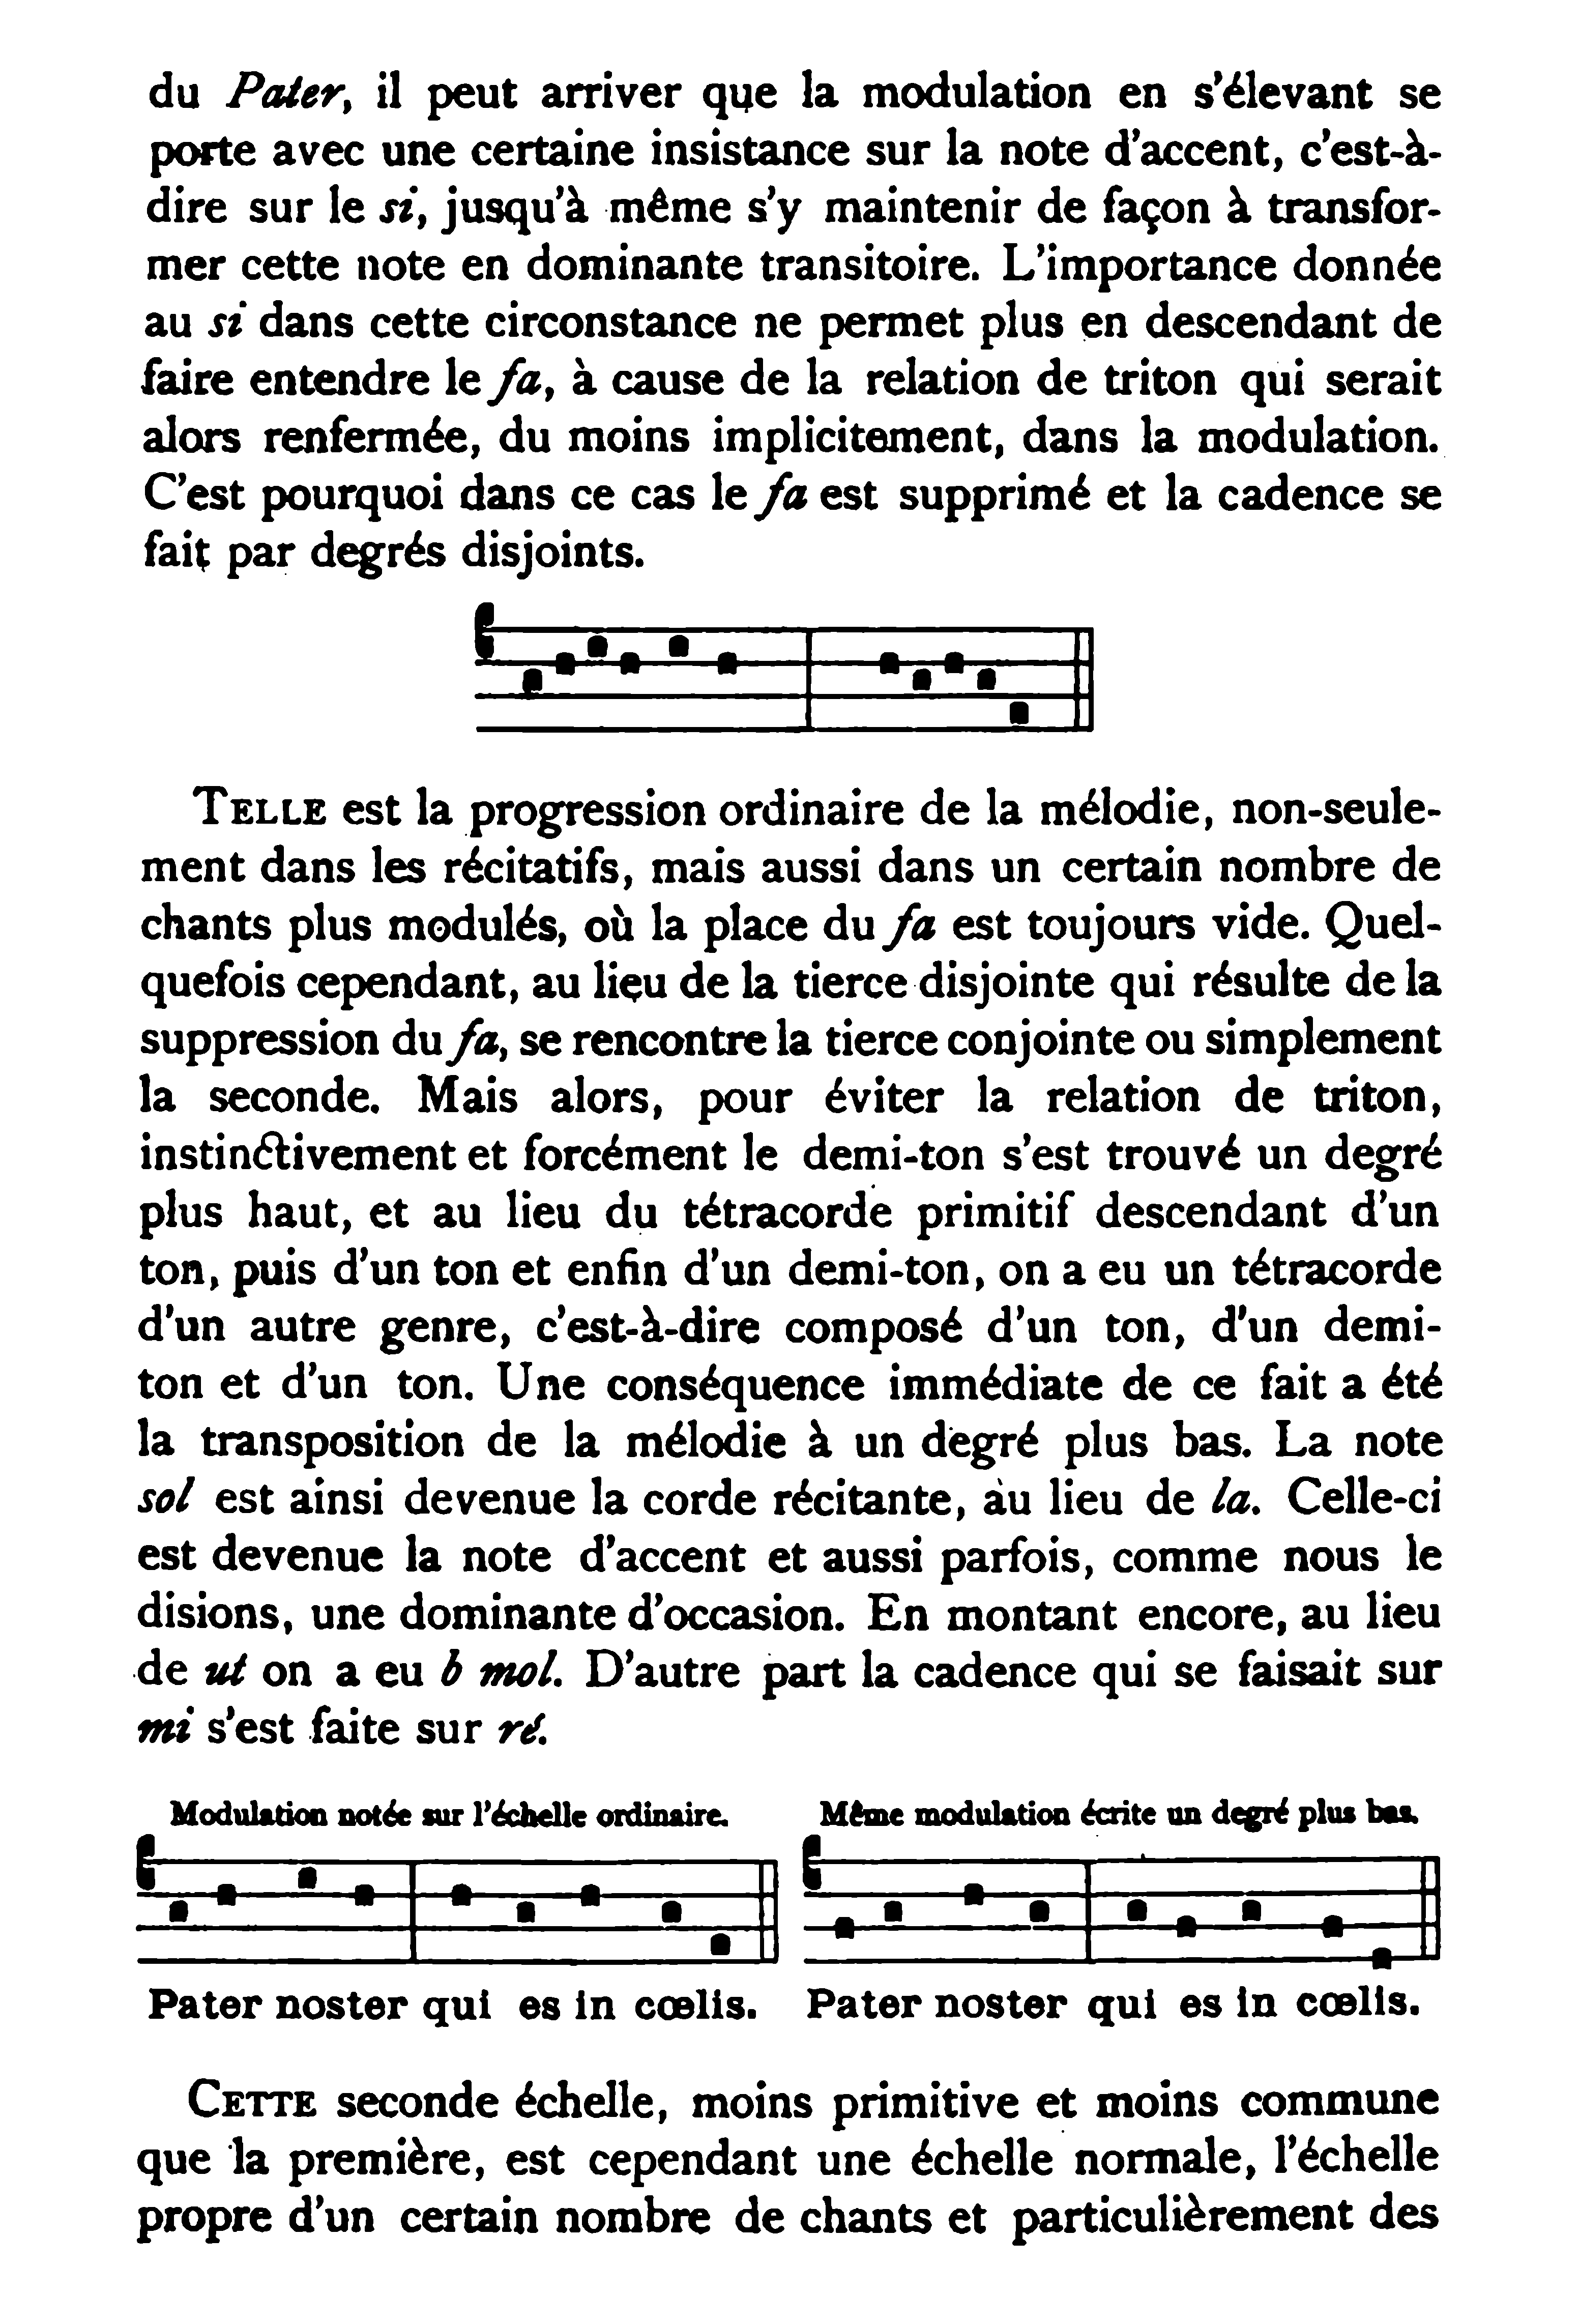 du Pater, il peut arriver que la modulation en s'élevant se
porte avec une certaine insistance sur la note d'accent, c'est-à-
dire sur le si, jusqu'à même s'y maintenir de façon à transfor-
mer cette note en dominante transitoire. L'importance donnée
au si dans cette circonstance ne permet plus en descendant de
faire entendre le fa, à cause de la relation de triton qui serait
alors renfermée, du moins implicitement, dans la modulation.
C'est pourquoi dans ce cas le fa est supprimé et la cadence se
fait par degrés disjoints.
TELLE est la progression ordinaire de la mélodie, non-seule-
ment dans les récitatifs, mais aussi dans un certain nombre de
chants plus modulés, où la place du fa est toujours vide. Quel-
quefois cependant, au lieu de la tierce disjointe qui résulte de la
suppression du fa, se rencontre la tierce conjointe ou simplement
la seconde. Mais alors, pour éviter la relation de triton,
instinctivement et forcément le demi-ton s'est trouvé un degré
plus haut, et au lieu du tétracorde primitif descendant d'un
ton, puis d'un ton et enfin d'un demi-ton, on a eu un tétracorde
d'un autre genre, c'est-à-dire composé d'un ton, d'un demi-
ton et d'un ton. Une conséquence immédiate de ce fait a été
la transposition de la mélodie à un degré plus bas. La note
sol est ainsi devenue la corde récitante, au lieu de la. Celle-ci
est devenue la note d'accent et aussi parfois, comme nous le
disions, une dominante d'occasion. En montant encore, au lieu
de ut on a eu b mol. D'autre part la cadence qui se faisait sur
mi s'est faite sur ré.
Modulation notée sur l'échelle ordinaire.
Pater noster qui es in cœlis.
Même modulation écrite un degré plus bas.
Pater noster qui es in cœlis.
CETTE seconde échelle, moins primitive et moins commune
que la première, est cependant une échelle normale, l'échelle
propre d'un certain nombre de chants et particulièrement des